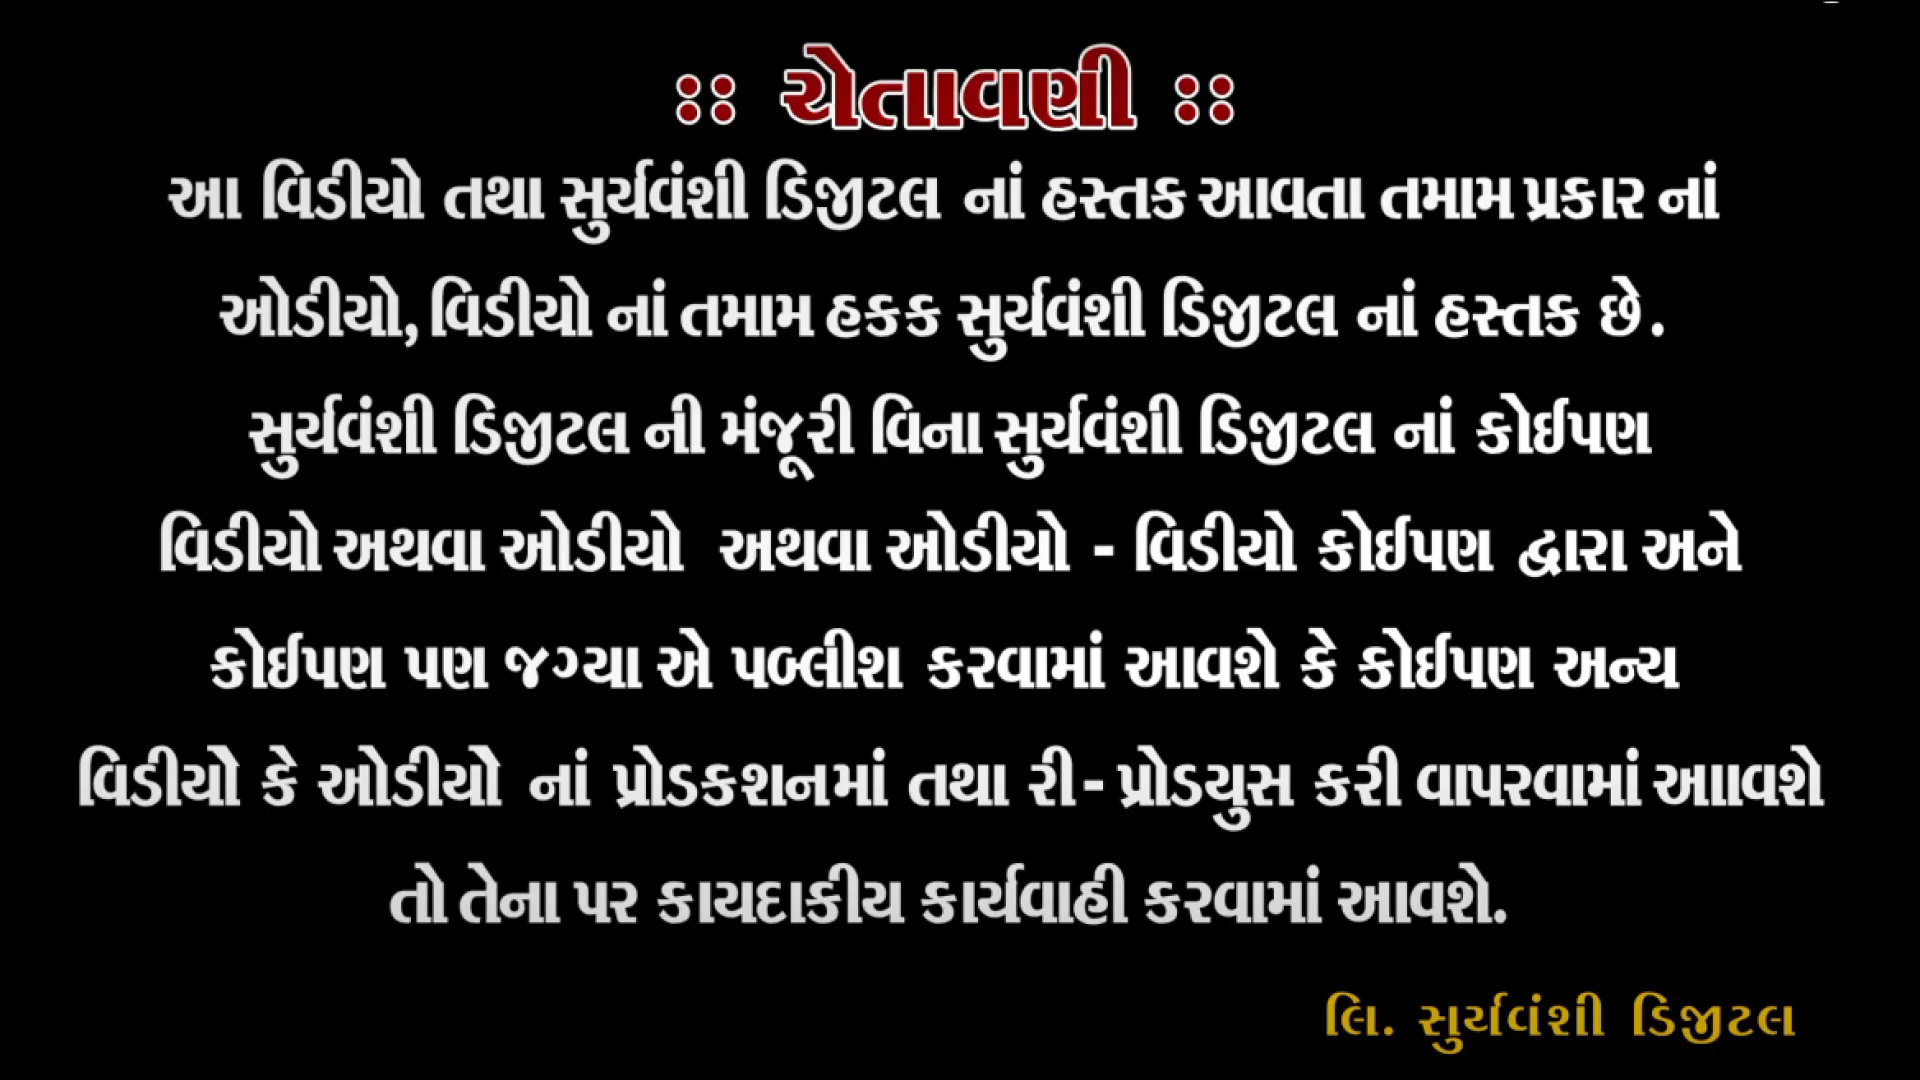 :: ચેતાવણી ::
આ વિડીયો તથા સુર્યવંશી ડિજીટલ નાં હસ્તક આવતા તમામ પ્રકાર નાં
ઓડીયો, વિડીયો નાં તમામ હકક સુર્યવંશી ડિજીટલ નાં હસ્તક છે.
સુર્યવંશી ડિજીટલ ની મંજૂરી વિના સુર્યવંશી ડિજીટલ નાં કોઈપણ
વિડીયો અથવા ઓડીયો અથવા ઓડીયો - વિડીયો કોઈપણ દ્વારા અને
કોઈપણ પણ જગ્યા એ પબ્લીશ કરવામાં આવશે કે કોઈપણ અન્ય
વિડીયો કે ઓડીયો નાં પ્રોડકશનમાં તથા રી- પ્રોડયુસ કરી વાપરવામાં આાવશે
તો તેના પર કાયદાકીય કાર્યવાહી કરવામાં આવશે.
લિ. સુર્યવંશી ડિજીટલ